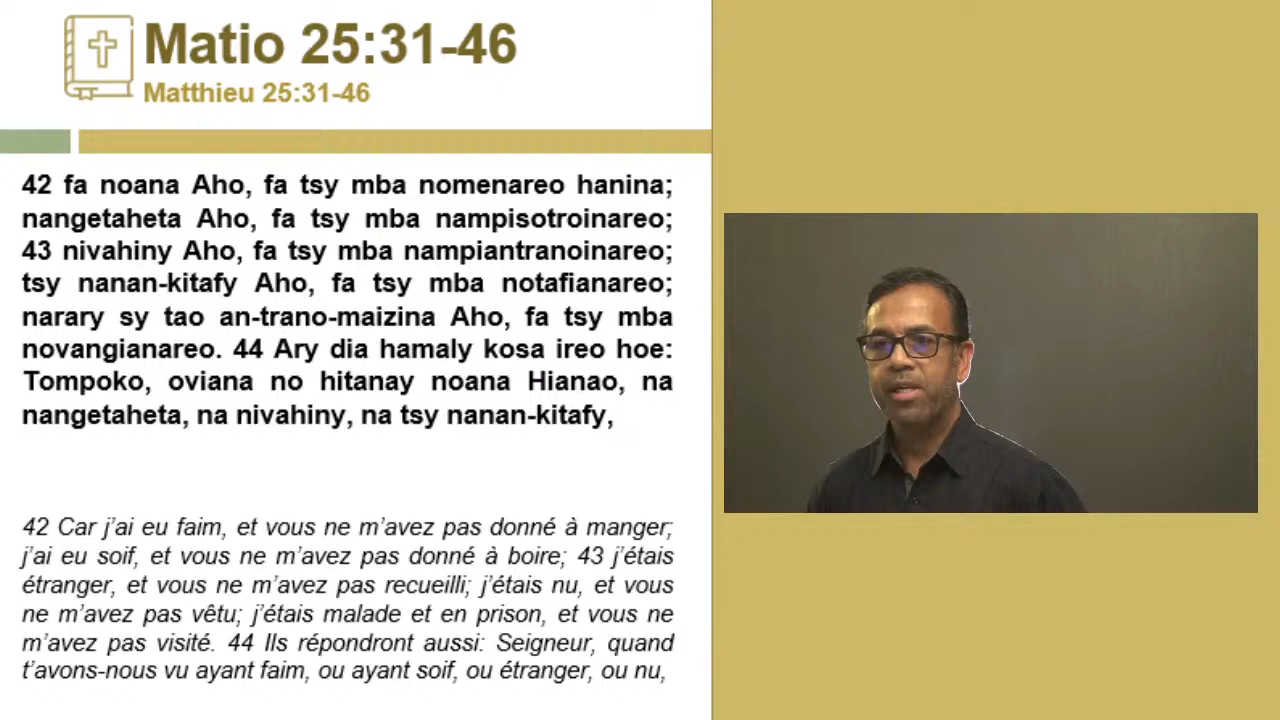 Matio 25:31-46
Matthieu 25:31-46
42 fa noana Aho, fa tsy mba nomenareo hanina;
nangetaheta Aho, fa tsy mba nampisotroinareo;
43 nivahiny Aho, fa tsy mba nampiantranoinareo;
tsy nanan-kitafy Aho, fa tsy mba notafianareo;
narary sy tao an-trano-maizina Aho, fa tsy mba
novangianareo. 44 Ary dia hamaly kosa ireo hoe:
Tompoko, oviana no hitanay noana Hianao, na
nangetaheta, na nivahiny, na tsy nanan-kitafy,
42 Car j’ai eu faim, et vous ne m’avez pas donné à manger;
j’ai eu soif, et vous ne m’avez pas donné à boire; 43 j’étais
étranger, et vous ne m’avez pas recueilli; j’étais nu, et vous
ne m’avez pas vêtu; j’étais malade et en prison, et vous ne
m’avez pas visité. 44 Ils répondront aussi: Seigneur, quand
t’avons-nous vu ayant faim, ou ayant soif, ou étranger, ou nu,